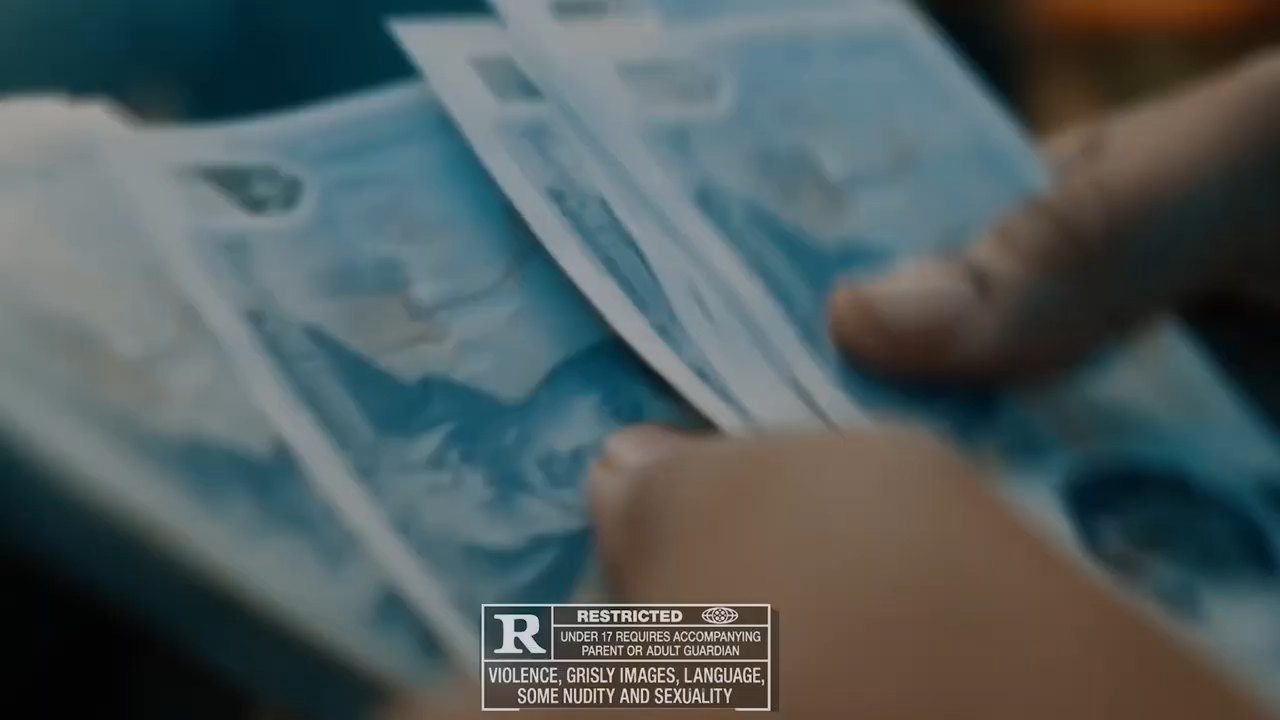 R
RESTRICTED
UNDER 17 REQUIRES ACCOMPANYING
PARENT OR ADULT GUARDIAN
VIOLENCE, GRISLY IMAGES, LANGUAGE,
SOME NUDITY AND SEXUALITY